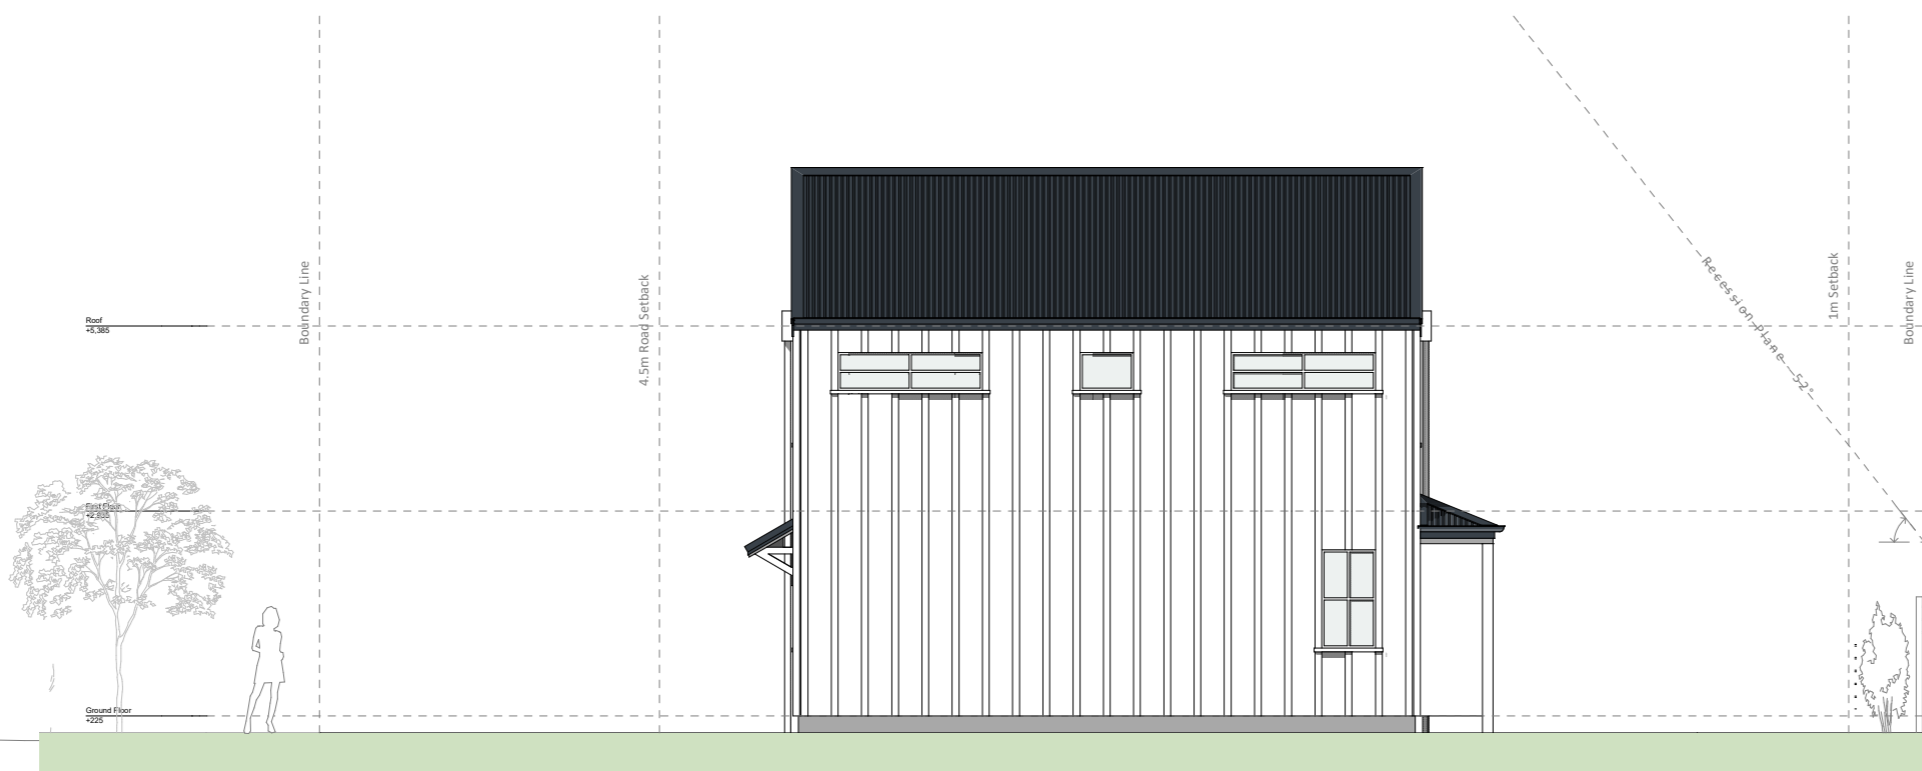 Boundary Line
4.5m Road Setback
Recession Plane 52°
1m Setback
Boundary Line
Roof
+5,385
First Floor
Ground Floor
+225